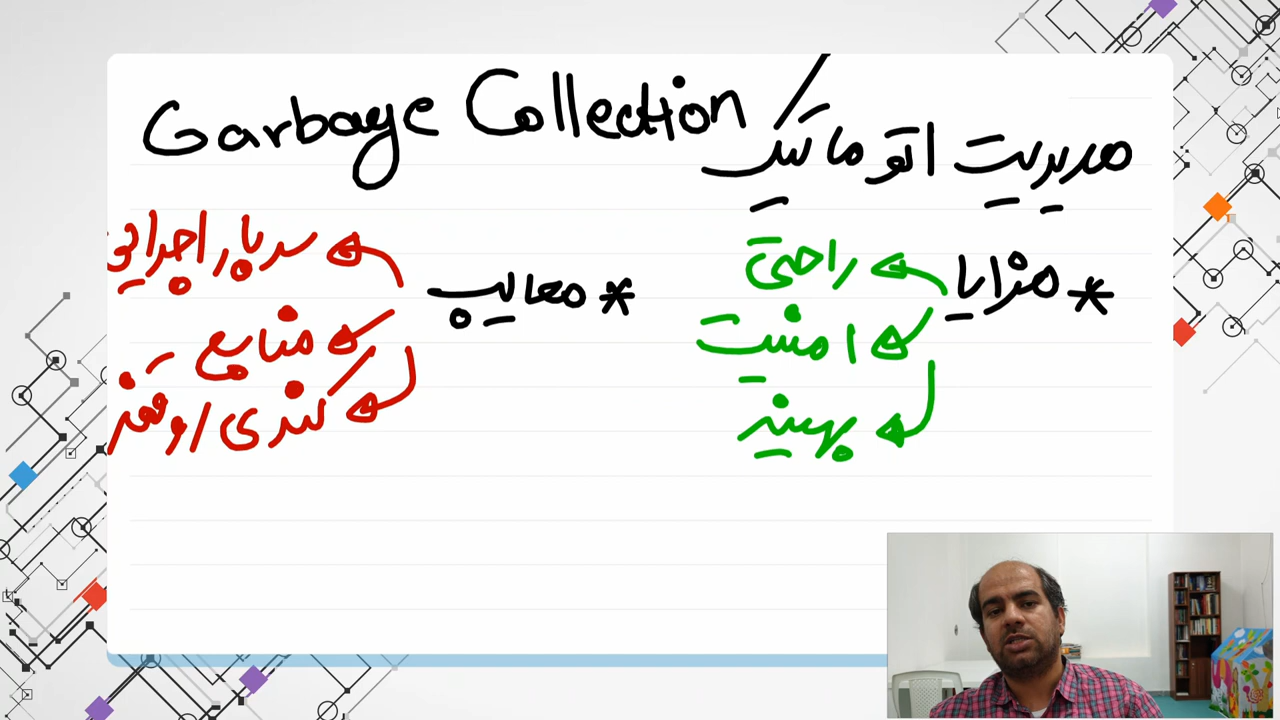 Garbage Collection
مدیریت اتوماتیک
* مزایا
راحتی
امنیت
بهینه
* معایب
سربار اجرایی
منابع
کندی / وقفه